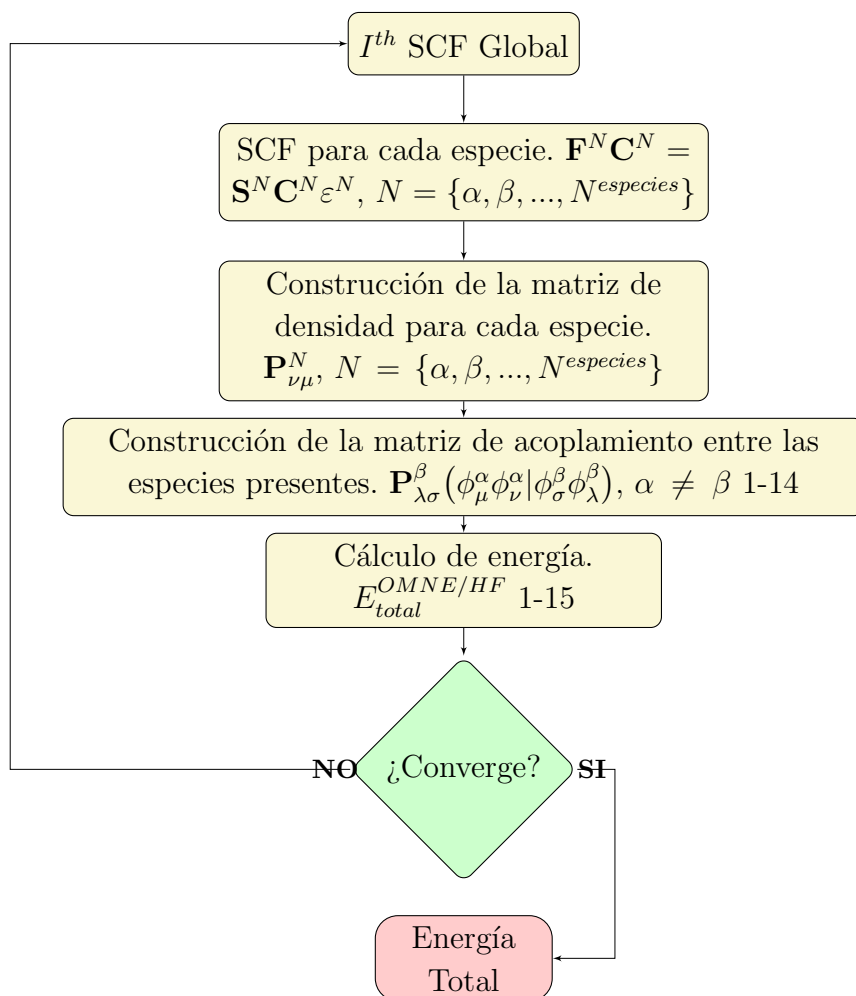 I^{th} SCF Global
SCF para cada especie. F^N C^N =
S^N C^N ε^N, N = {α, β, ..., N^{especies}}
Construcción de la matriz de
densidad para cada especie.
P^N_{νμ}, N = {α, β, ..., N^{especies}}
Construcción de la matriz de acoplamiento entre las
especies presentes. P^β_{λσ}(ϕ^α_μ ϕ^α_ν|ϕ^β_σ ϕ^β_λ), α ≠ β 1-14
Cálculo de energía.
E^{OMNE/HF}_{total} 1-15
NO ¿Converge? SI
Energía
Total